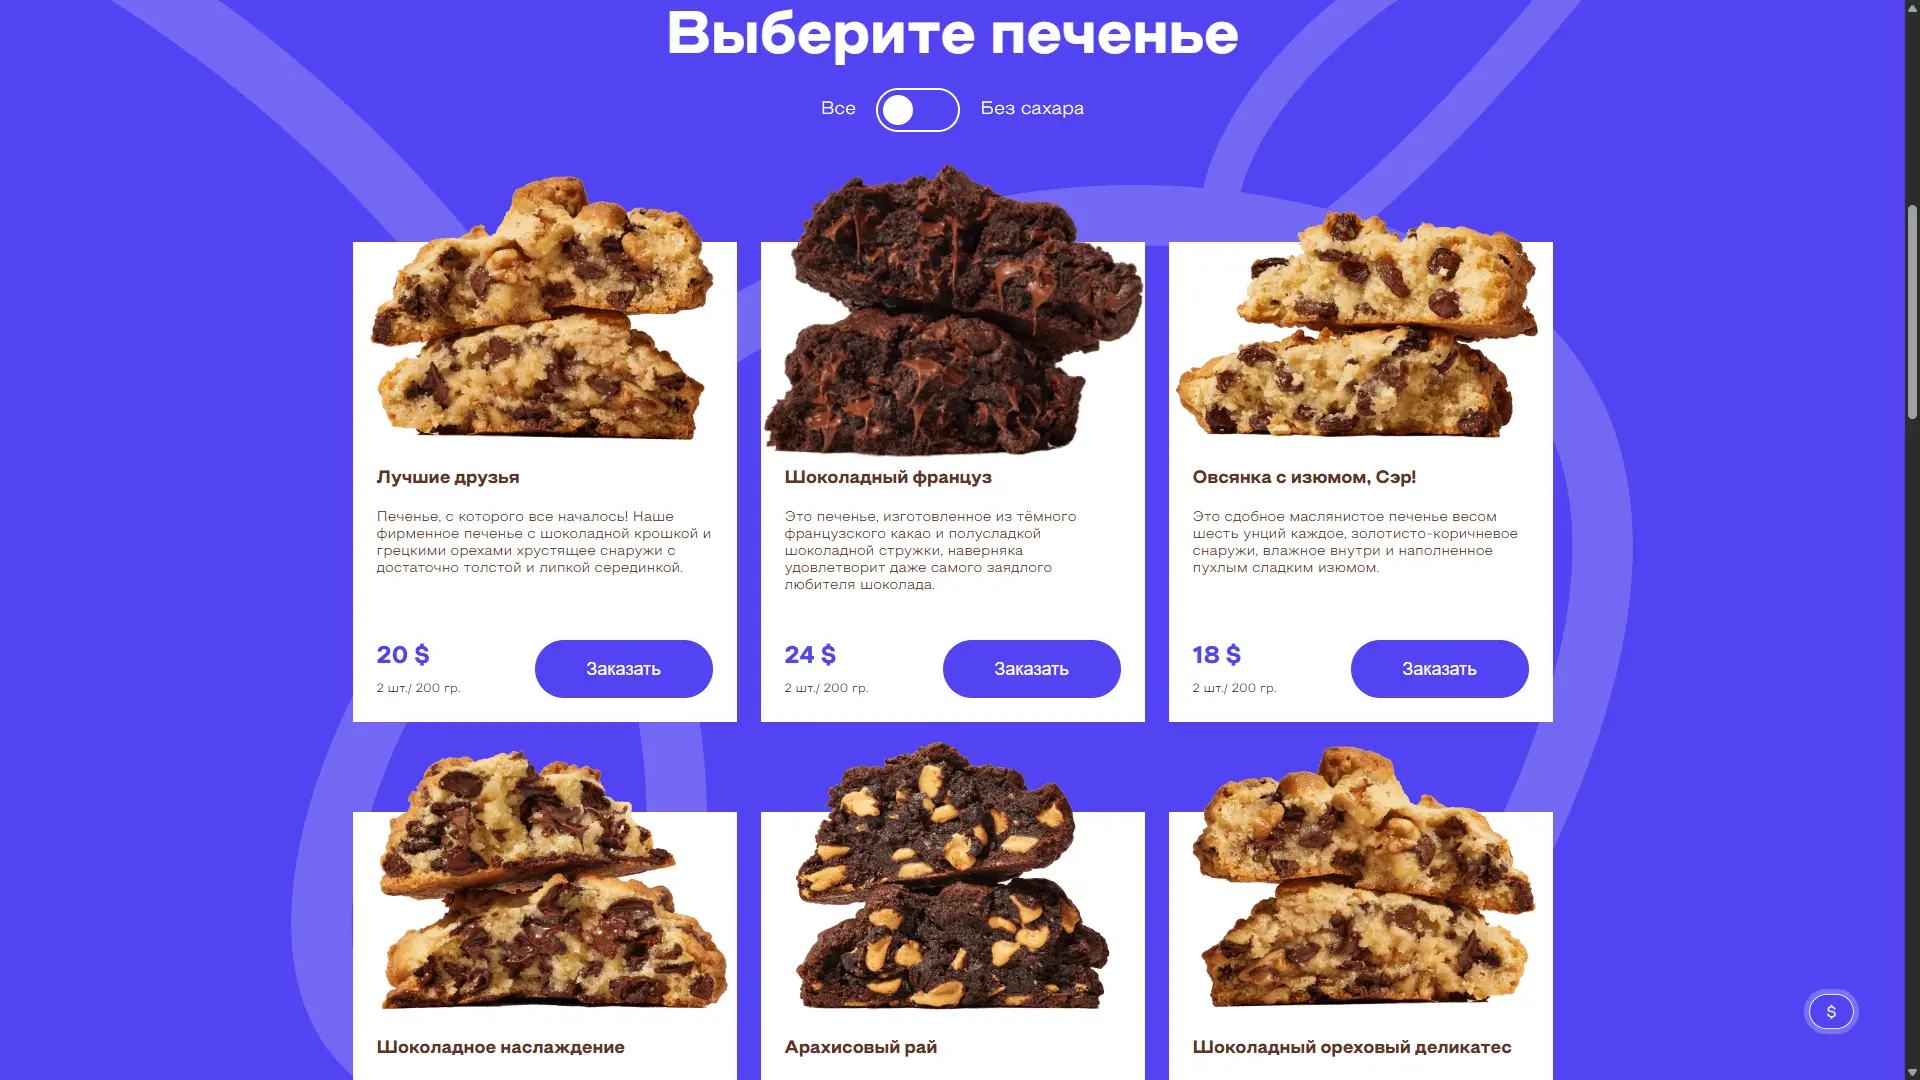 Выберите печенье
Все
Без сахара
Лучшие друзья
Печенье, с которого все началось! Наше
фирменное печенье с шоколадной крошкой и
грецкими орехами хрустящее снаружи с
достаточно толстой и липкой серединкой.
20 $
2 шт./ 200 гр.
Заказать
Шоколадный француз
Это печенье, изготовленное из тёмного
французского какао и полусладкой
шоколадной стружки, наверняка
удовлетворит даже самого заядлого
любителя шоколада.
24 $
2 шт./ 200 гр.
Заказать
Овсянка с изюмом, Сэр!
Это сдобное маслянистое печенье весом
шесть унций каждое, золотисто-коричневое
снаружи, влажное внутри и наполненное
пухлым сладким изюмом.
18 $
2 шт./ 200 гр.
Заказать
Шоколадное наслаждение
Арахисовый рай
Шоколадный ореховый деликатес
$